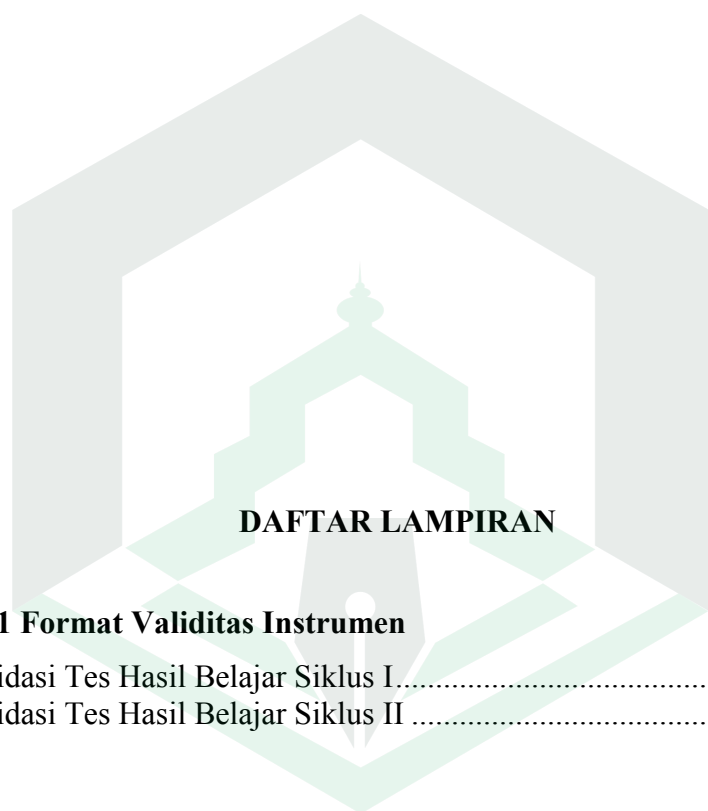 DAFTAR LAMPIRAN
1 Format Validitas Instrumen
idasi Tes Hasil Belajar Siklus I...................................
idasi Tes Hasil Belajar Siklus II .................................